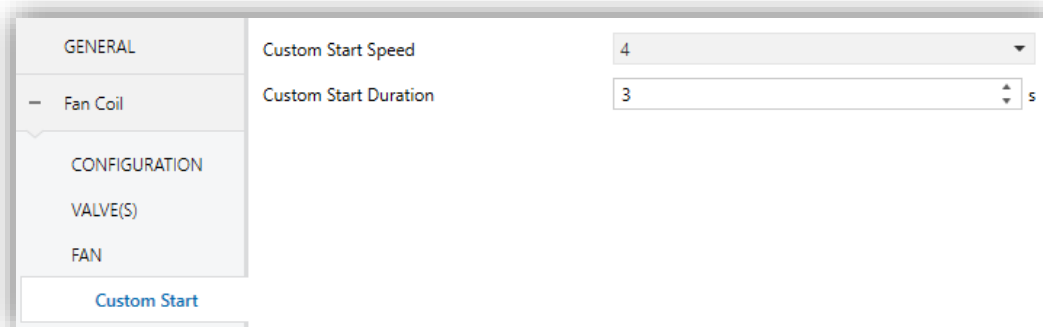 GENERAL
− Fan Coil
CONFIGURATION
VALVE(S)
FAN
Custom Start
Custom Start Speed 4
Custom Start Duration 3 s